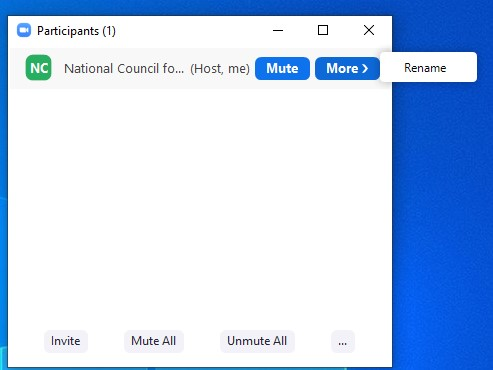 Participants (1)
NC National Council fo... (Host, me) Mute More > Rename
Invite Mute All Unmute All ...